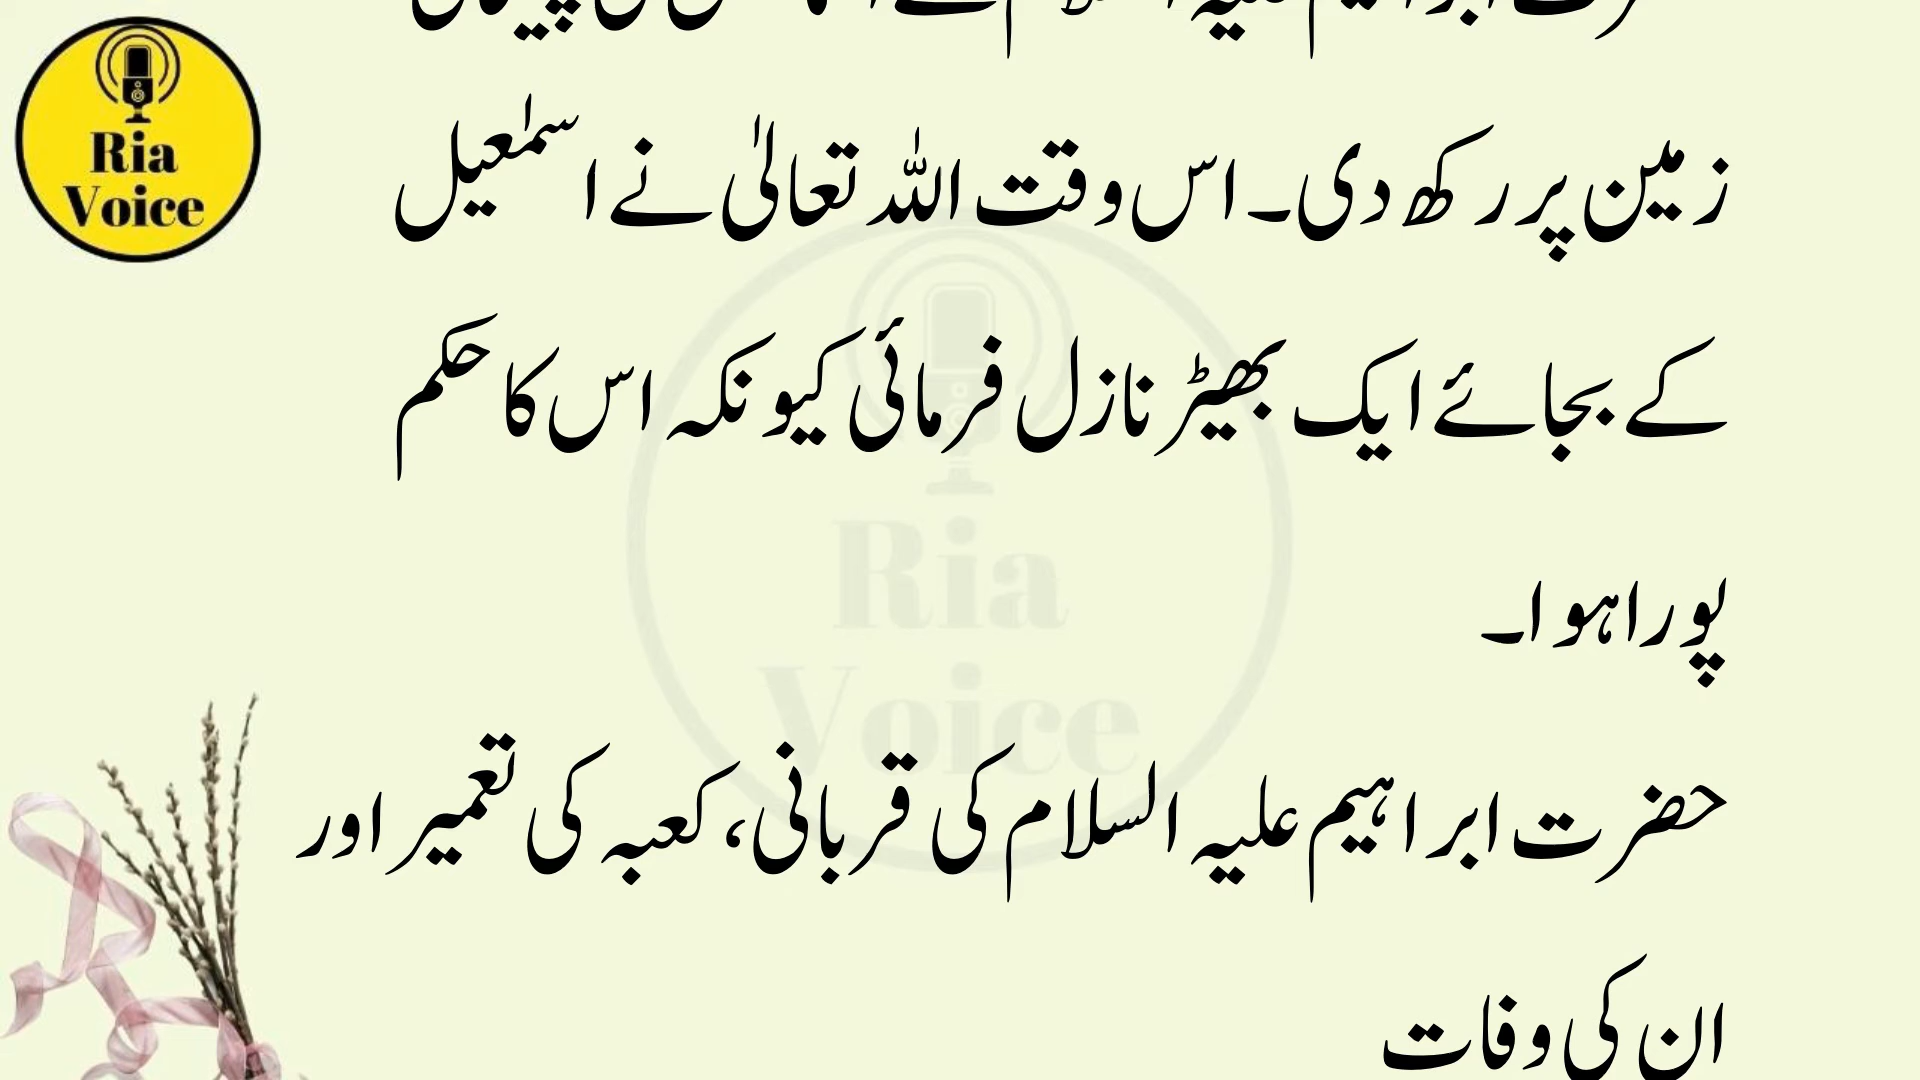 Ria
Voice
زمین پر رکھ دی۔ اس وقت اللہ تعالیٰ نے اسمٰعیل
کے بجائے ایک بھیڑ نازل فرمائی کیونکہ اس کا حکم
پورا ہوا۔
حضرت ابراہیم علیہ السلام کی قربانی، کعبہ کی تعمیر اور
ان کی وفات
Ria
Voice